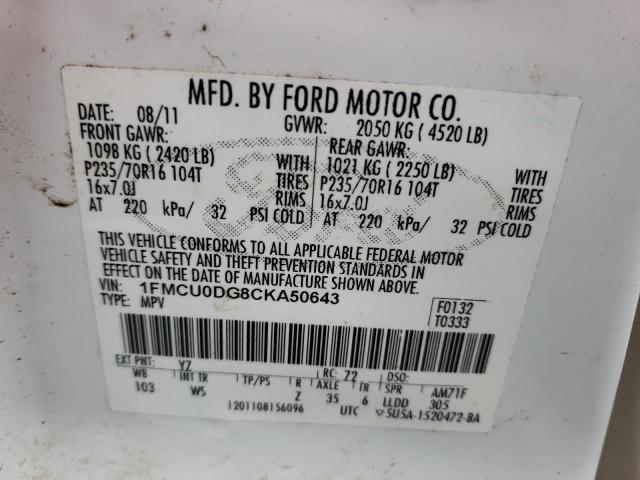 MFD. BY FORD MOTOR CO.
DATE: 08/11 GVWR: 2050 KG ( 4520 LB)
FRONT GAWR: REAR GAWR:
1098 KG ( 2420 LB) WITH 1021 KG ( 2250 LB) WITH
P235/70R16 104T TIRES P235/70R16 104T TIRES
16x7.0J RIMS 16x7.0J RIMS
AT 220 kPa/ 32 PSI COLD AT 220 kPa/ 32 PSI COLD
THIS VEHICLE CONFORMS TO ALL APPLICABLE FEDERAL MOTOR
VEHICLE SAFETY AND THEFT PREVENTION STANDARDS IN
EFFECT ON THE DATE OF MANUFACTURE SHOWN ABOVE.
VIN: 1FMCU0DG8CKA50643
TYPE: MPV
F0132
T0333
EXT PNT: YZ RC: 72 DSO:
WB INT TR TP/PS R AXLE TR SPR AM71F
103 WS Z 35 6 LLDD 305
1201108156096 UTC 5U5A-1520472-BA